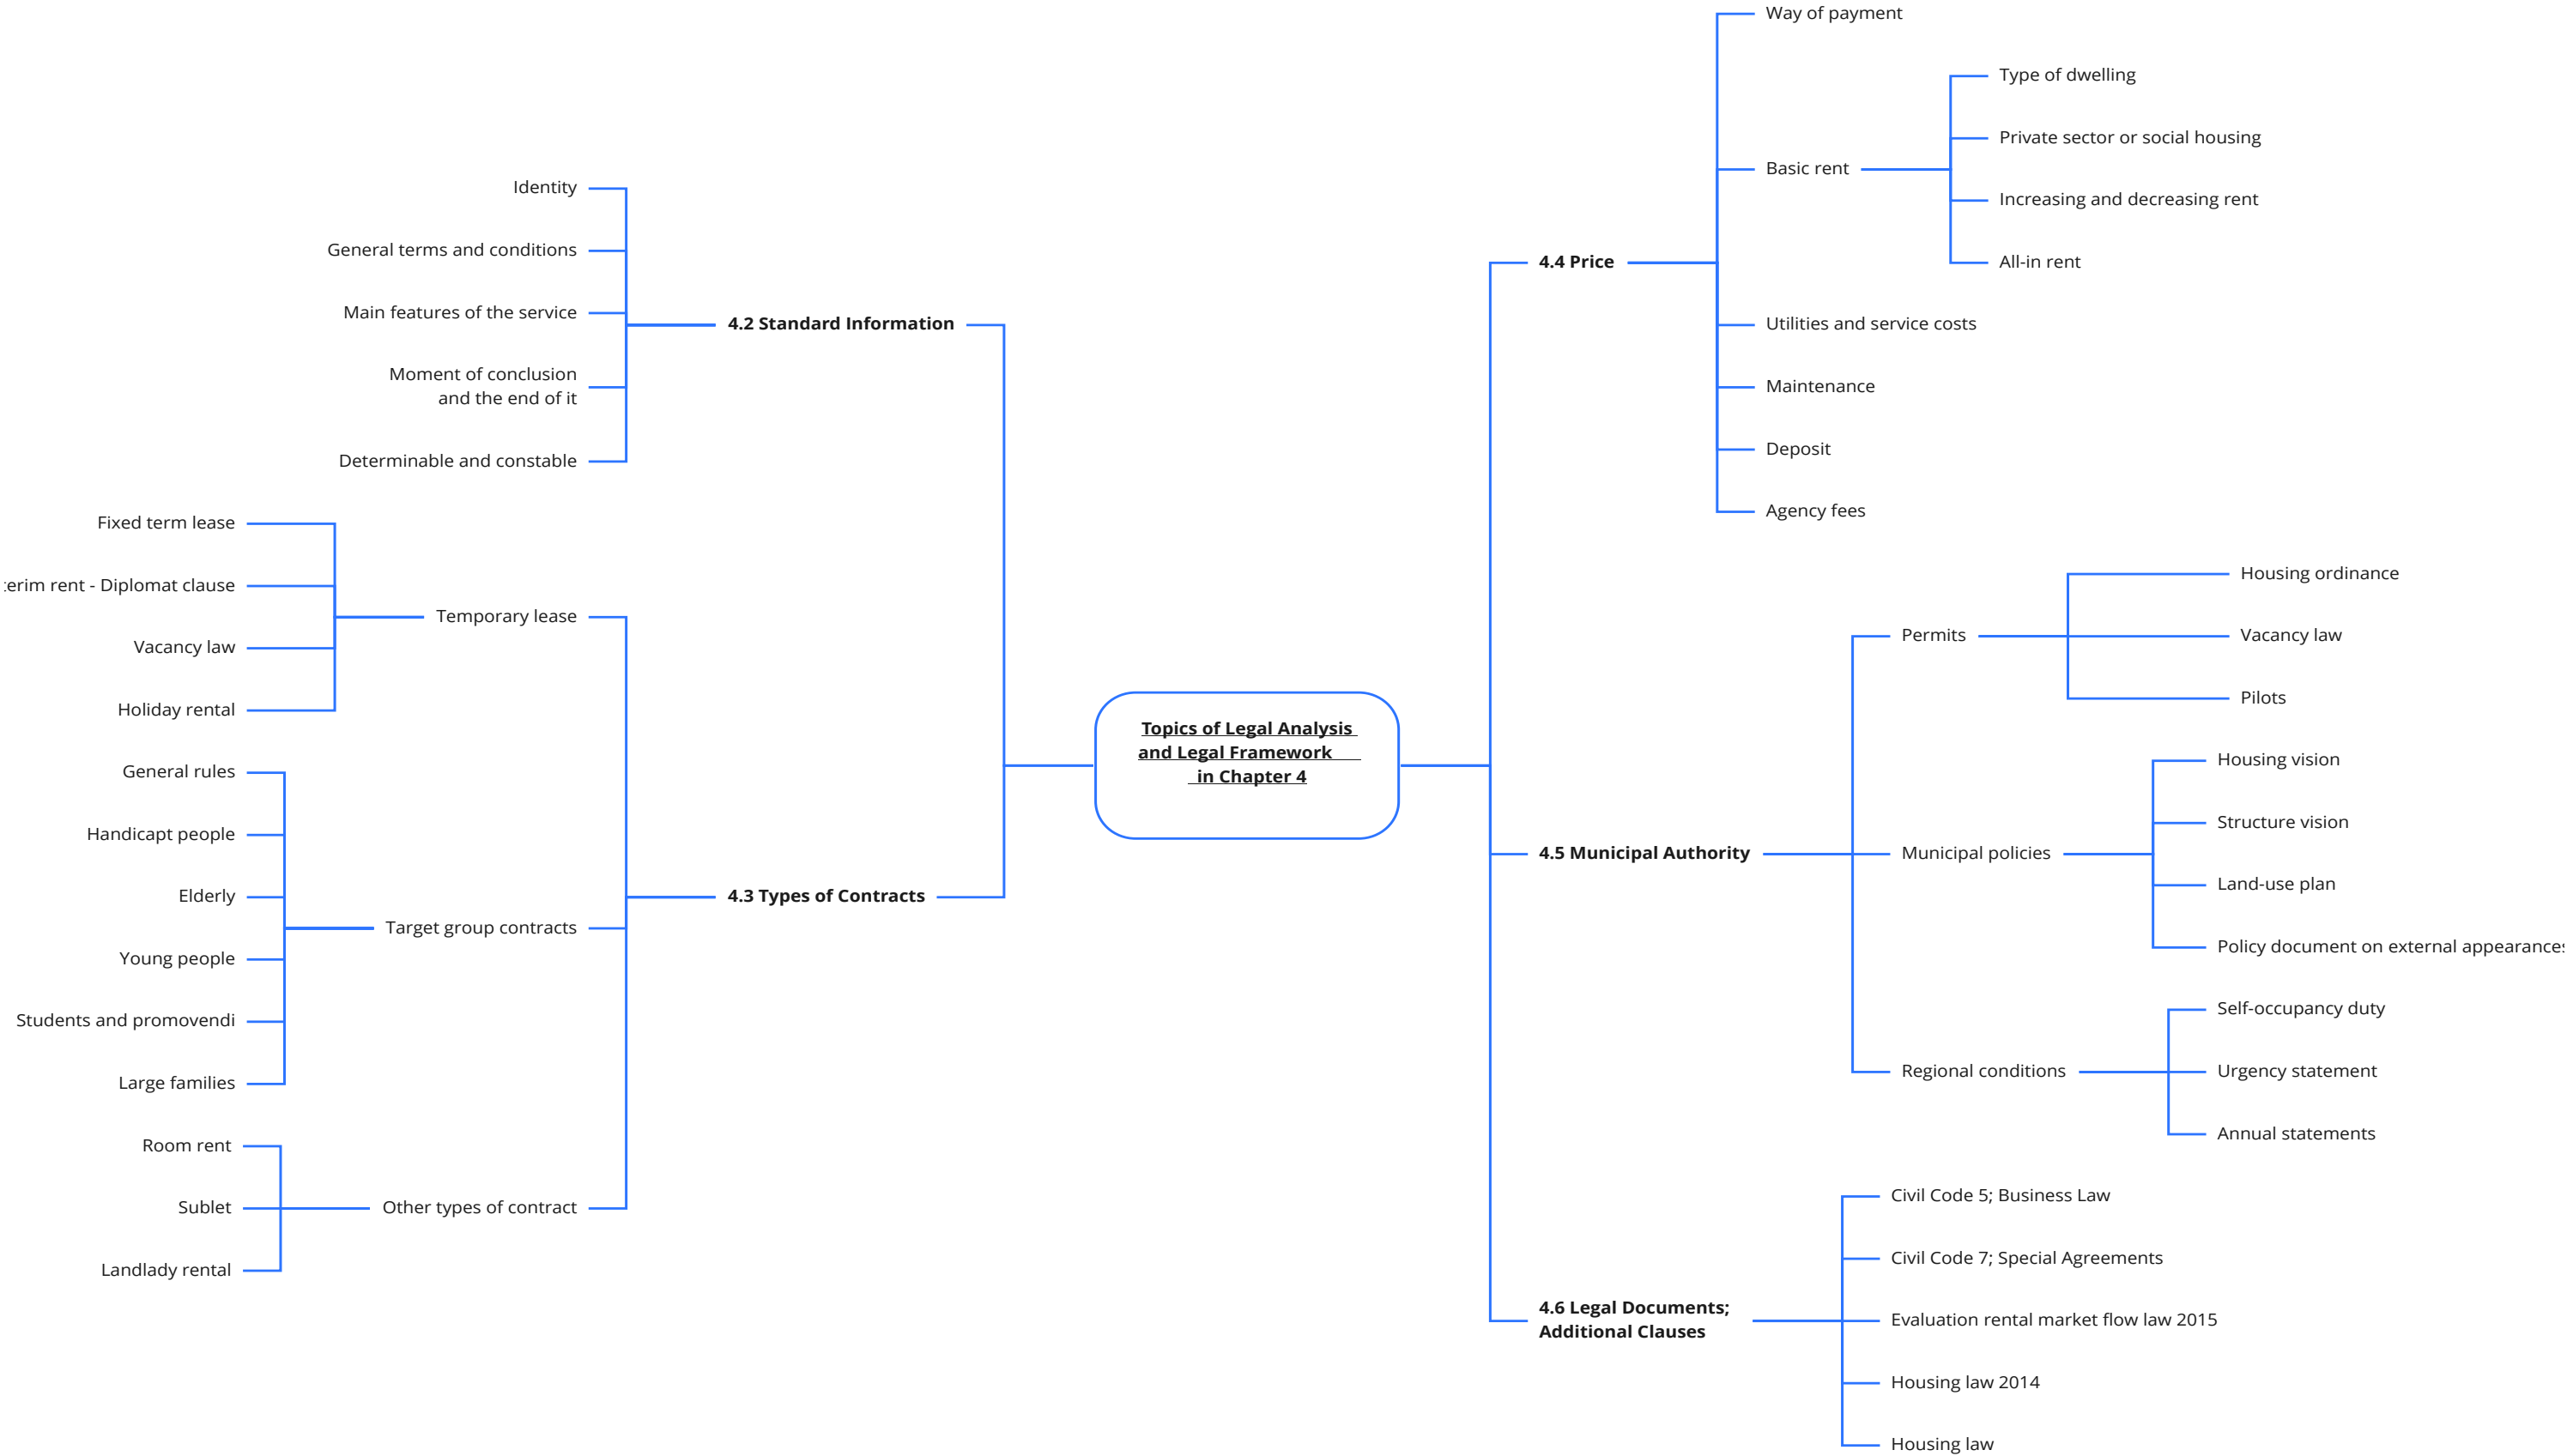 Topics of Legal Analysis
and Legal Framework
in Chapter 4
4.2 Standard Information
Identity
General terms and conditions
Main features of the service
Moment of conclusion
and the end of it
Determinable and constable
4.3 Types of Contracts
Temporary lease
Fixed term lease
rent - Diplomat clause
Vacancy law
Holiday rental
Target group contracts
General rules
Handicapt people
Elderly
Young people
Students and promovendi
Large families
Other types of contract
Room rent
Sublet
Landlady rental
4.4 Price
Way of payment
Basic rent
Type of dwelling
Private sector or social housing
Increasing and decreasing rent
All-in rent
Utilities and service costs
Maintenance
Deposit
Agency fees
4.5 Municipal Authority
Permits
Housing ordinance
Vacancy law
Pilots
Municipal policies
Housing vision
Structure vision
Land-use plan
Policy document on external appearances
Regional conditions
Self-occupancy duty
Urgency statement
Annual statements
4.6 Legal Documents;
Additional Clauses
Civil Code 5; Business Law
Civil Code 7; Special Agreements
Evaluation rental market flow law 2015
Housing law 2014
Housing law